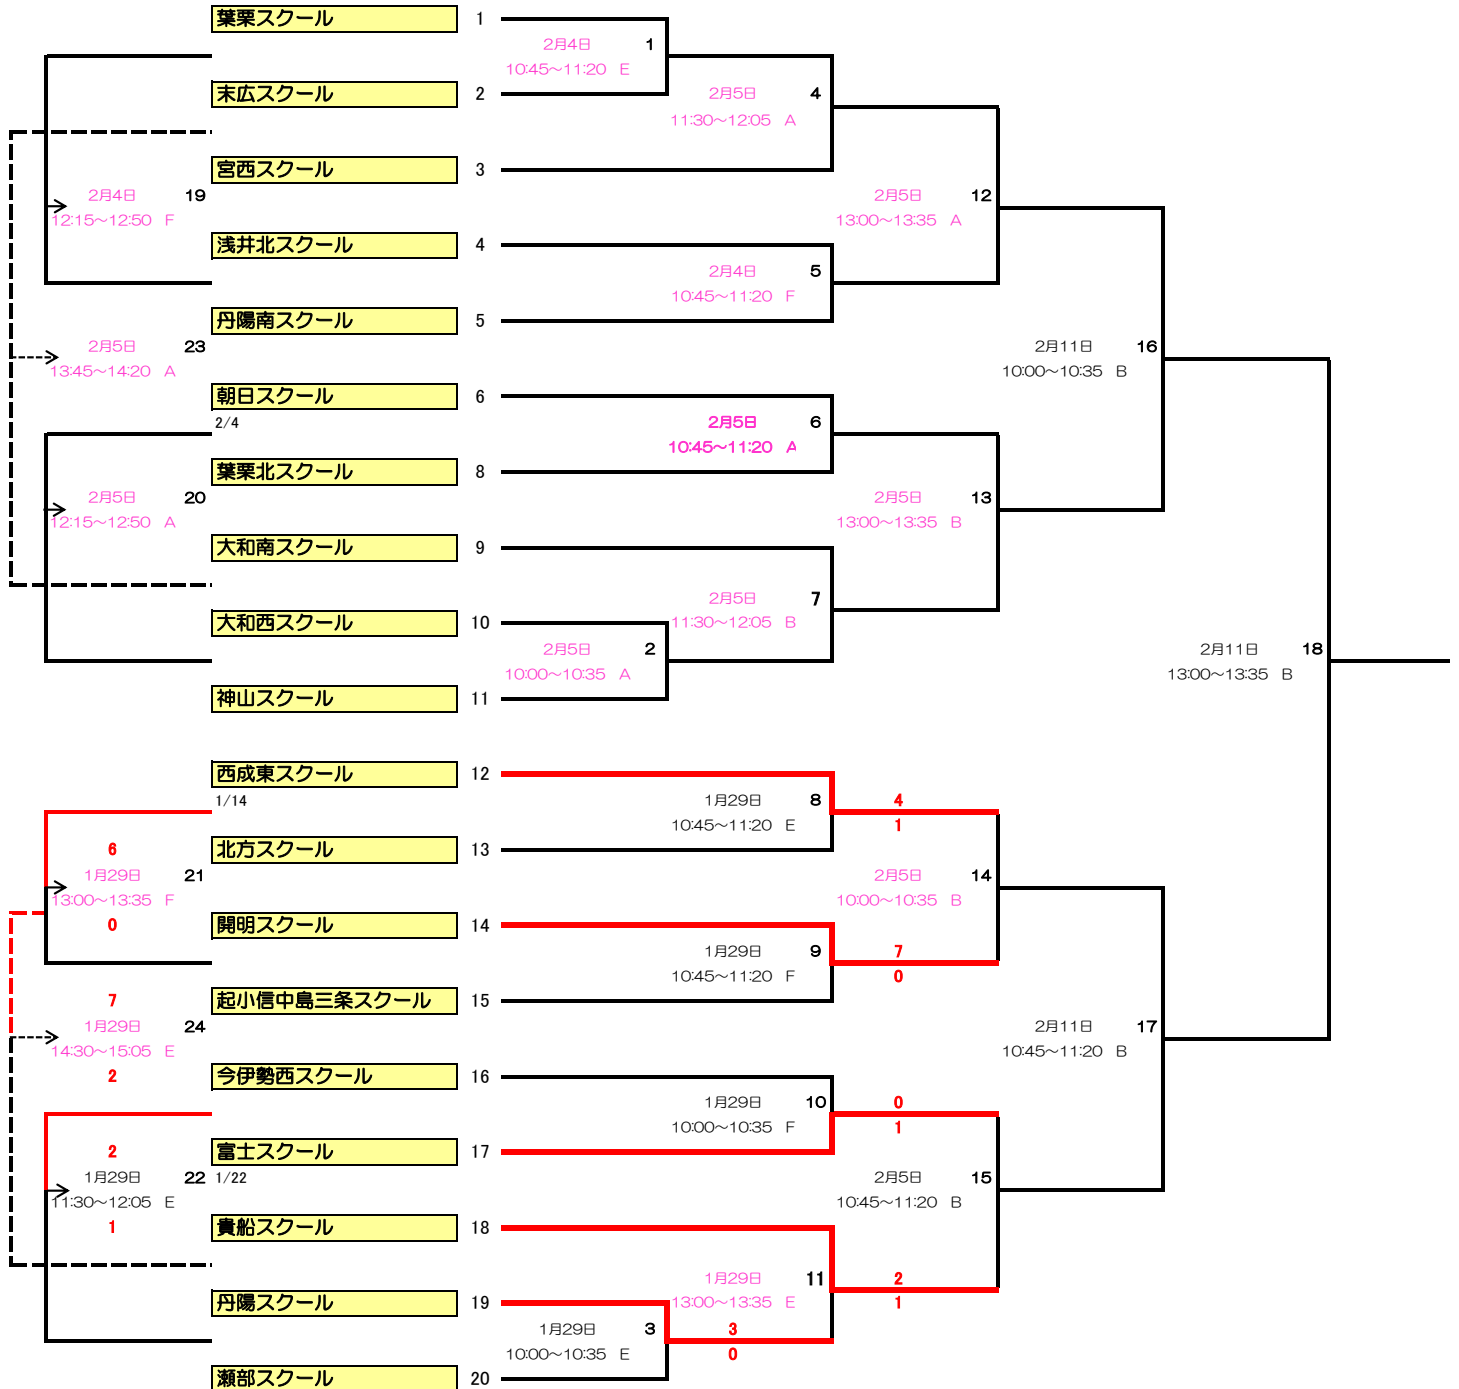 葉栗スクール 1
2月4日 1
10:45～11:20 E
末広スクール 2
2月5日 4
11:30～12:05 A
宮西スクール 3
2月4日 19
12:15～12:50 F
2月5日 12
13:00～13:35 A
浅井北スクール 4
2月4日 5
10:45～11:20 F
丹陽南スクール 5
2月5日 23
13:45～14:20 A
2月11日 16
10:00～10:35 B
朝日スクール 6
2/4
2月5日 6
10:45～11:20 A
葉栗北スクール 8
2月5日 20
12:15～12:50 A
2月5日 13
13:00～13:35 B
大和南スクール 9
2月5日 7
11:30～12:05 B
大和西スクール 10
2月5日 2
10:00～10:35 A
2月11日 18
13:00～13:35 B
神山スクール 11
西成東スクール 12
1/14
1月29日 8
10:45～11:20 E
4
1
北方スクール 13
6
1月29日 21
13:00～13:35 F
0
2月5日 14
10:00～10:35 B
開明スクール 14
1月29日 9
10:45～11:20 F
7
0
起小信中島三条スクール 15
7
1月29日 24
14:30～15:05 E
2
2月11日 17
10:45～11:20 B
今伊勢西スクール 16
1月29日 10
10:00～10:35 F
0
1
富士スクール 17
1/22
2
1月29日 22
11:30～12:05 E
1
2月5日 15
10:45～11:20 B
貴船スクール 18
1月29日 11
13:00～13:35 E
2
1
丹陽スクール 19
1月29日 3
10:00～10:35 E
3
0
瀬部スクール 20